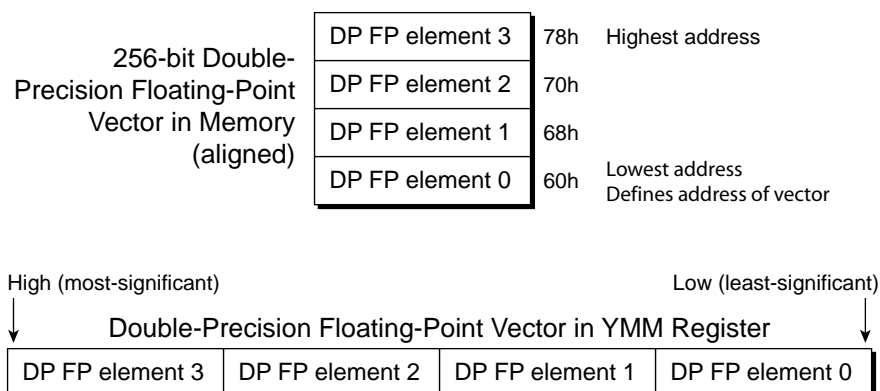 256-bit Double-
Precision Floating-Point
Vector in Memory
(aligned)
DP FP element 3 78h Highest address
DP FP element 2 70h
DP FP element 1 68h
DP FP element 0 60h Lowest address
Defines address of vector
High (most-significant) Low (least-significant)
Double-Precision Floating-Point Vector in YMM Register
DP FP element 3 DP FP element 2 DP FP element 1 DP FP element 0